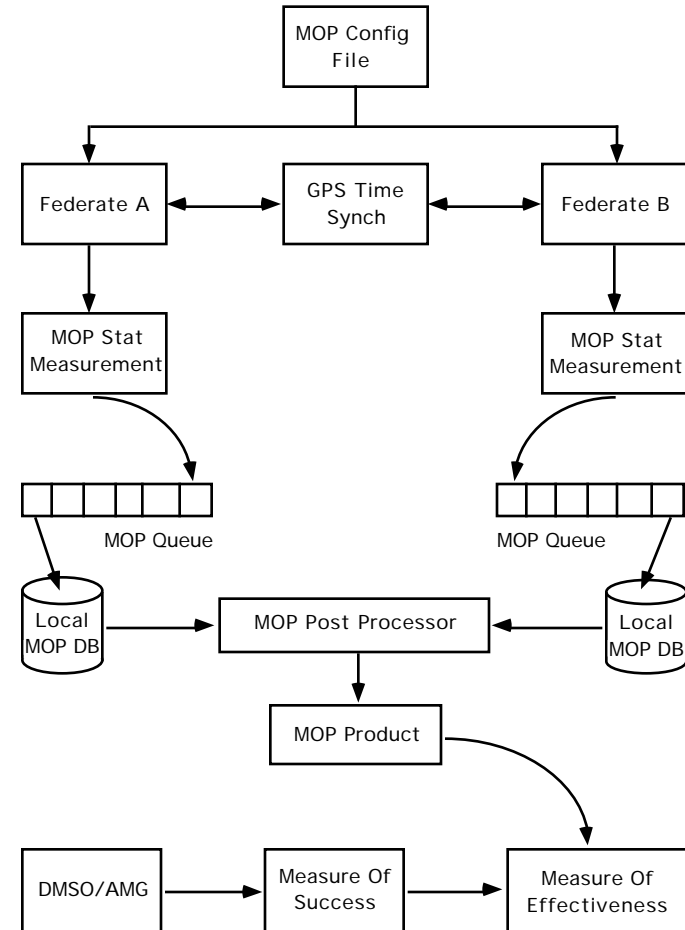 MOP Config
File
Federate A
GPS Time
Synch
Federate B
MOP Stat
Measurement
MOP Stat
Measurement
MOP Queue
MOP Queue
Local
MOP DB
MOP Post Processor
Local
MOP DB
MOP Product
DMSO/AMG
Measure Of
Success
Measure Of
Effectiveness